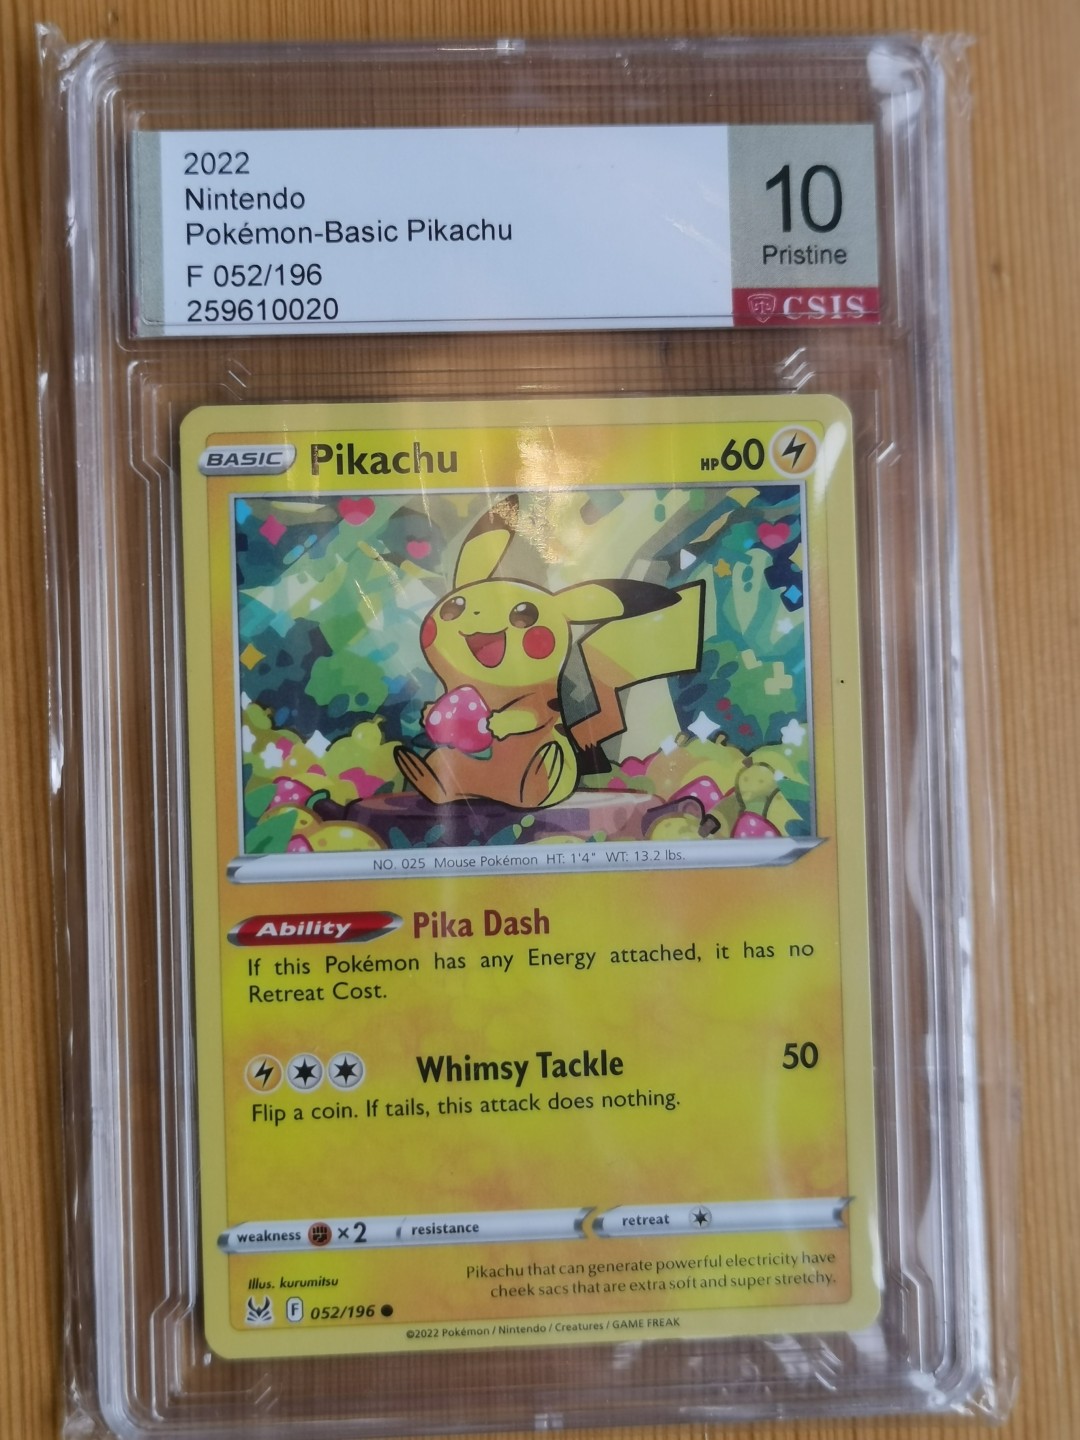 2022
Nintendo
Pokémon-Basic Pikachu
F 052/196
259610020
10
Pristine
CSIS
BASIC Pikachu HP 60
NO. 025 Mouse Pokémon HT: 1'4" WT: 13.2 lbs.
Ability Pika Dash
If this Pokémon has any Energy attached, it has no
Retreat Cost.
Whimsy Tackle 50
Flip a coin. If tails, this attack does nothing.
weakness ×2 resistance retreat
Pikachu that can generate powerful electricity have
cheek sacs that are extra soft and super stretchy.
Illus. kurumitsu
F 052/196
©2022 Pokémon / Nintendo / Creatures / GAME FREAK